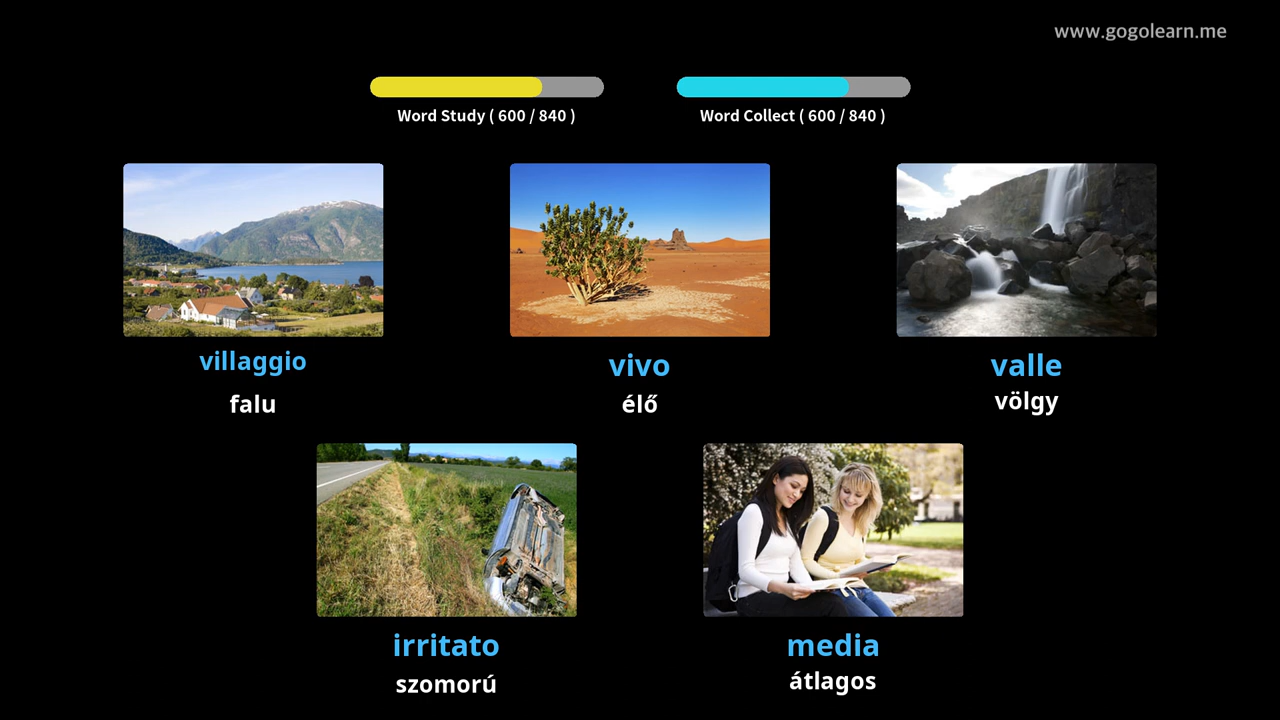 www.gogolearn.me
Word Study ( 600 / 840 )
Word Collect ( 600 / 840 )
villaggio
falu
vivo
élő
valle
völgy
irritato
szomorú
media
átlagos